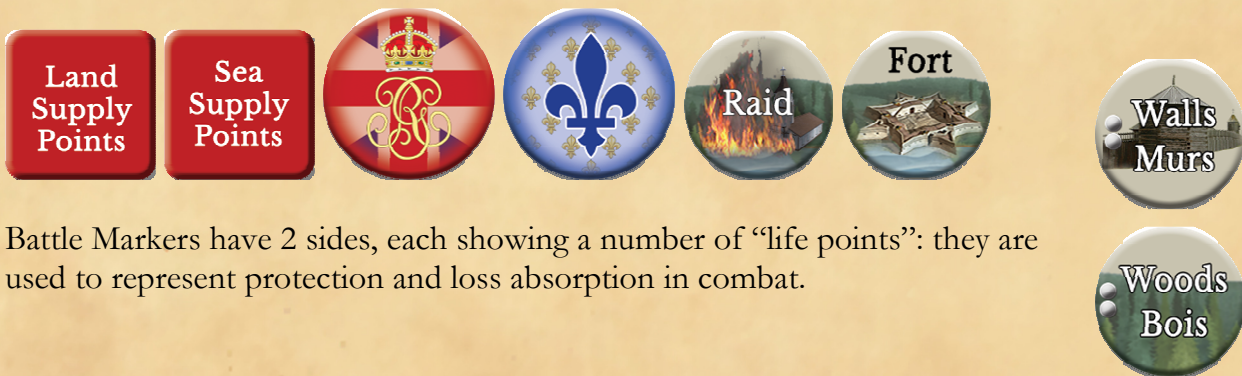 Land
Supply
Points
Sea
Supply
Points
Raid
Fort
Walls
Murs
Battle Markers have 2 sides, each showing a number of “life points”: they are
used to represent protection and loss absorption in combat.
Woods
Bois